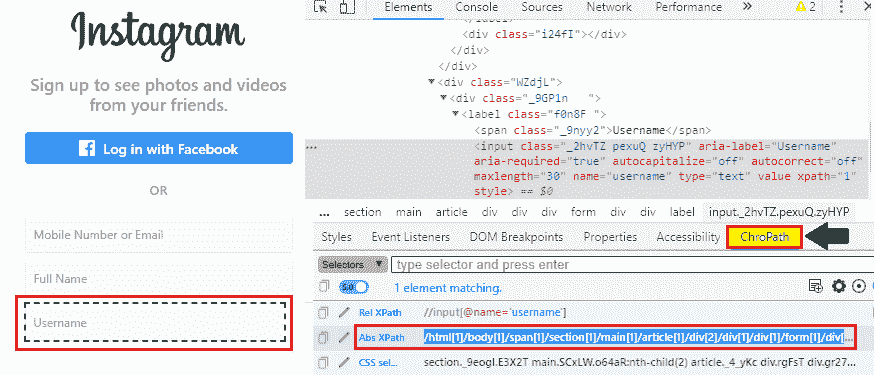 Instagram
Sign up to see photos and videos
from your friends.
Log in with Facebook
OR
Mobile Number or Email
Full Name
Username
Elements Console Sources Network Performance » 2
</label>
<div class="i24fI"></div>
</div>
</div>
<div class="WZdjL">
<div class="_9GP1n ">
<label class="f0n8F ">
<span class="_9nyy2">Username</span>
... <input class="_2hvTZ pexuQ zyHYP" aria-label="Username"
aria-required="true" autocapitalize="off" autocorrect="off"
maxlength="30" name="username" type="text" value xpath="1"
style> == $0
... section main article div div div form div div label input._2hvTZ.pexuQ.zyHYP
Styles Event Listeners DOM Breakpoints Properties Accessibility ChroPath
Selectors type selector and press enter
1 element matching.
Rel XPath //input[@name='username']
Abs XPath /html[1]/body[1]/span[1]/section[1]/main[1]/article[1]/div[2]/div[1]/div[1]/form[1]/div[...
CSS sel... section._9eogI.E3X2T main.SCxLW.o64aR:nth-child(2) article._4_yKc div.rgFsT div.gr27...